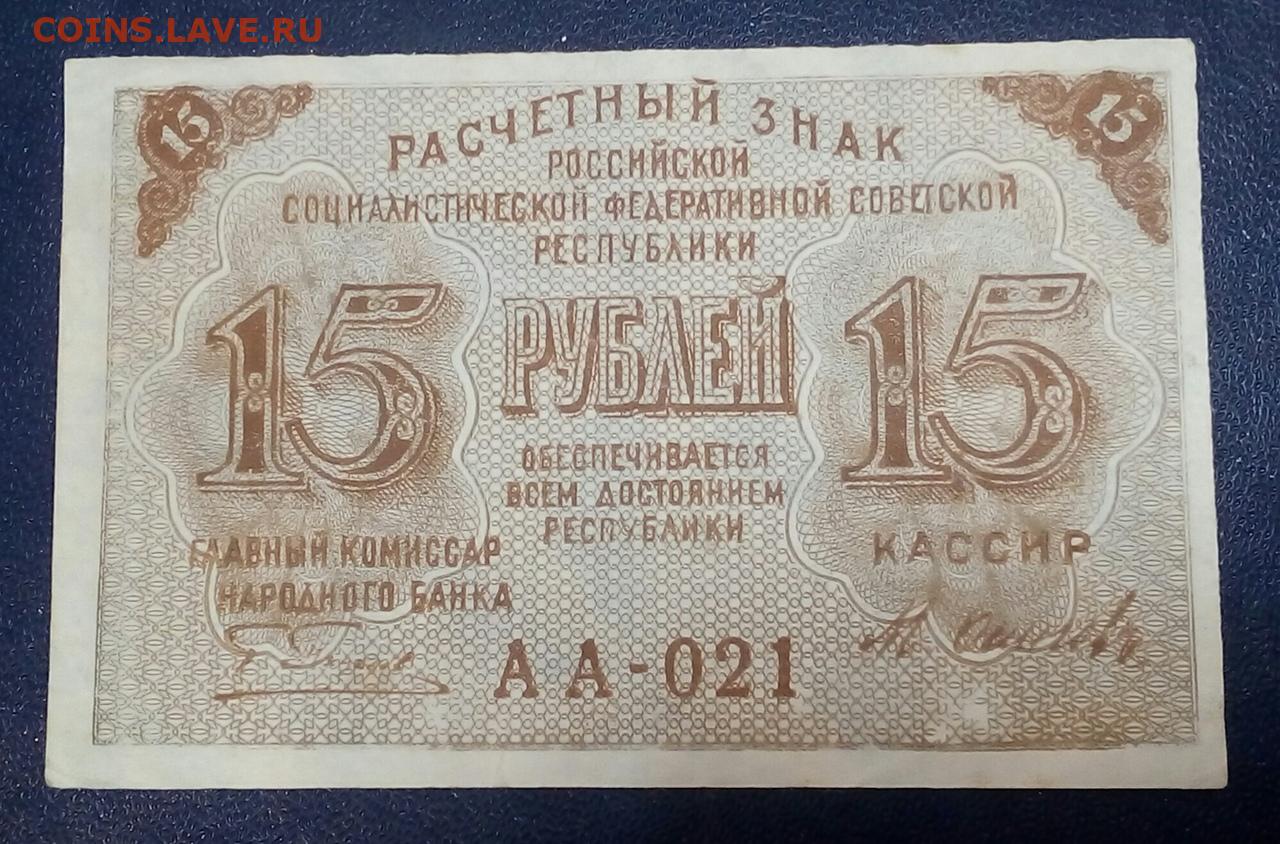 COINS.LAVE.RU
15
15
РАСЧЕТНЫЙ ЗНАК
РОССИЙСКОЙ
СОЦИАЛИСТИЧЕСКОЙ ФЕДЕРАТИВНОЙ СОВЕТСКОЙ
РЕСПУБЛИКИ
15 РУБЛЕЙ 15
ОБЕСПЕЧИВАЕТСЯ
ВСЕМ ДОСТОЯНИЕМ
РЕСПУБЛИКИ
ГЛАВНЫЙ КОМИССАР
НАРОДНОГО БАНКА
КАССИР
АА-021